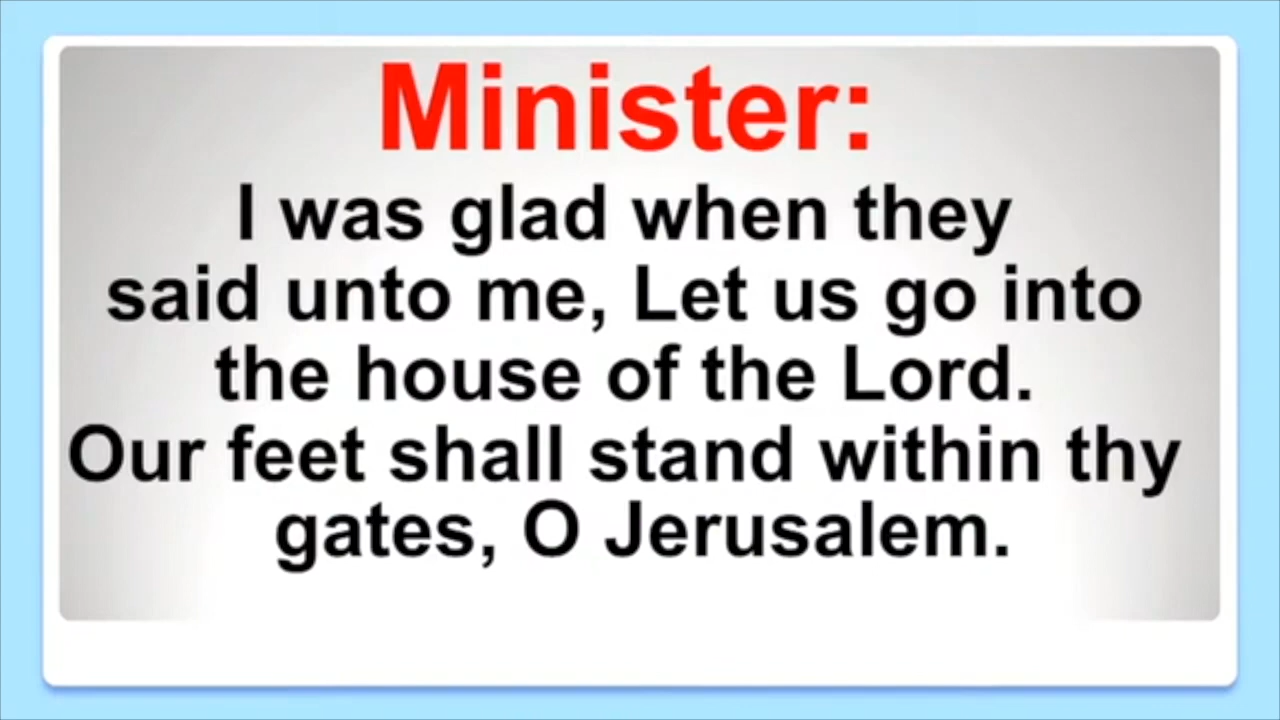 Minister:
I was glad when they
said unto me, Let us go into
the house of the Lord.
Our feet shall stand within thy
gates, O Jerusalem.